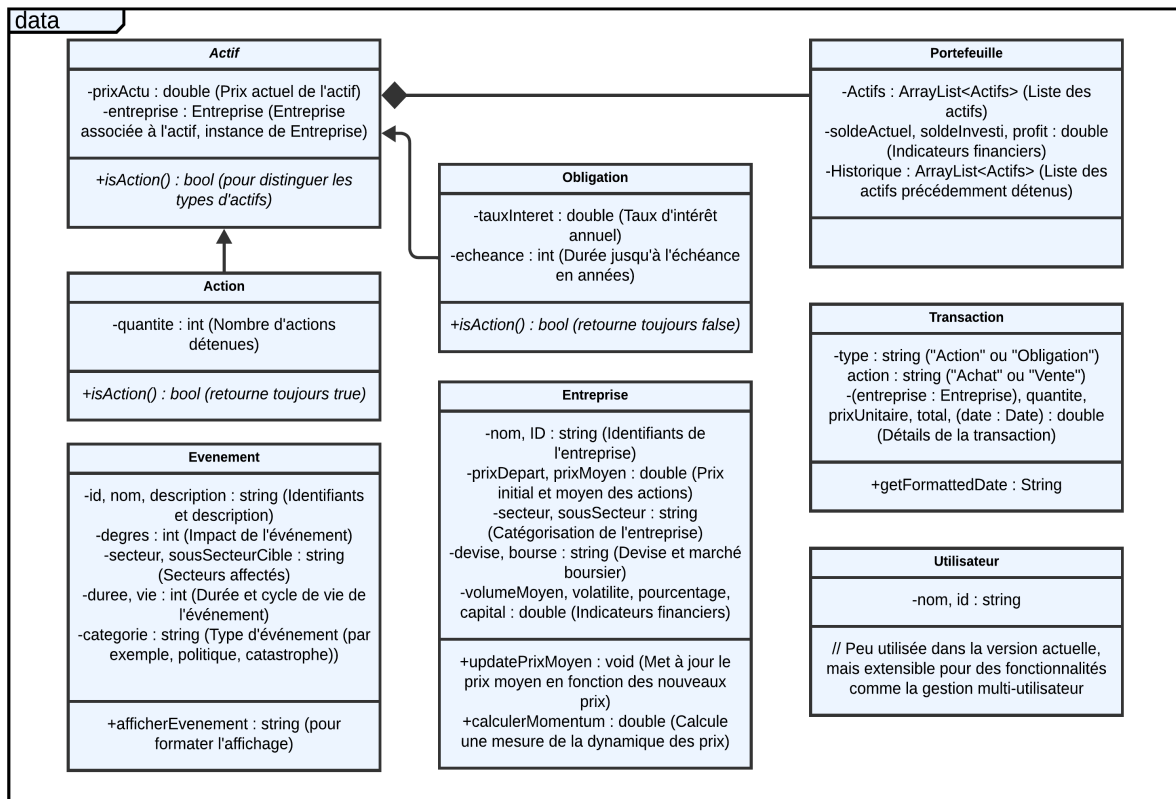 data
Actif
-prixActu : double (Prix actuel de l'actif)
-entreprise : Entreprise (Entreprise
associée à l'actif, instance de Entreprise)
+isAction() : bool (pour distinguer les
types d'actifs)
Action
-quantite : int (Nombre d'actions
détenues)
+isAction() : bool (retourne toujours true)
Evenement
-id, nom, description : string (Identifiants
et description)
-degres : int (Impact de l'événement)
-secteur, sousSecteurCible : string
(Secteurs affectés)
-duree, vie : int (Durée et cycle de vie de
l'événement)
-categorie : string (Type d'événement (par
exemple, politique, catastrophe))
+afficherEvenement : string (pour
formater l'affichage)
Obligation
-tauxInteret : double (Taux d'intérêt
annuel)
-echeance : int (Durée jusqu'à l'échéance
en années)
+isAction() : bool (retourne toujours false)
Entreprise
-nom, ID : string (Identifiants de
l'entreprise)
-prixDepart, prixMoyen : double (Prix
initial et moyen des actions)
-secteur, sousSecteur : string
(Catégorisation de l'entreprise)
-devise, bourse : string (Devise et marché
boursier)
-volumeMoyen, volatilite, pourcentage,
capital : double (Indicateurs financiers)
+updatePrixMoyen : void (Met à jour le
prix moyen en fonction des nouveaux
prix)
+calculerMomentum : double (Calcule
une mesure de la dynamique des prix)
Portefeuille
-Actifs : ArrayList<Actifs> (Liste des
actifs)
-soldeActuel, soldeInvesti, profit : double
(Indicateurs financiers)
-Historique : ArrayList<Actifs> (Liste des
actifs précédemment détenus)
Transaction
-type : string ("Action" ou "Obligation")
action : string ("Achat" ou "Vente")
-(entreprise : Entreprise), quantite,
prixUnitaire, total, (date : Date) : double
(Détails de la transaction)
+getFormattedDate : String
Utilisateur
-nom, id : string
// Peu utilisée dans la version actuelle,
mais extensible pour des fonctionnalités
comme la gestion multi-utilisateur